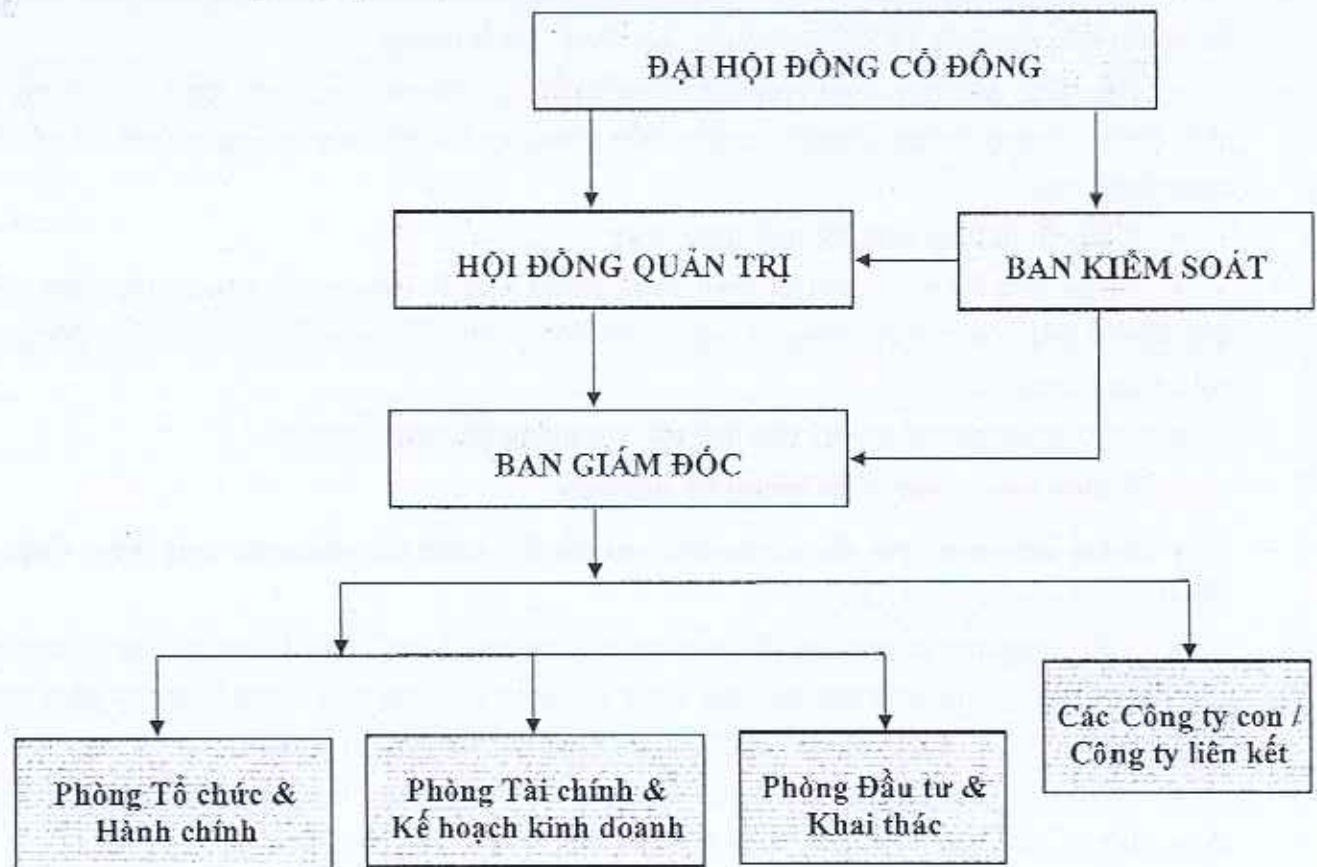 ĐẠI HỘI ĐỒNG CỔ ĐÔNG
HỘI ĐỒNG QUẢN TRỊ
BAN KIỂM SOÁT
BAN GIÁM ĐỐC
Phòng Tổ chức &
Hành chính
Phòng Tài chính &
Kế hoạch kinh doanh
Phòng Đầu tư &
Khai thác
Các Công ty con /
Công ty liên kết